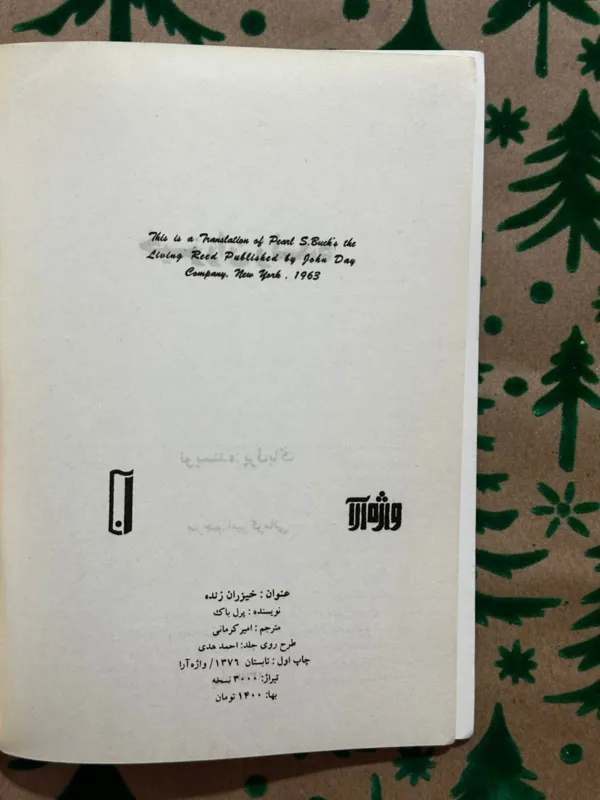 This is a Translation of Pearl S.Buck's the
Living Reed Published by John Day
Company, New York , 1963
واژه‌آرا
عنوان : خیزران زنده
نویسنده : پرل باک
مترجم : امیرکرمانی
طرح روی جلد: احمد هدی
چاپ اول : تابستان ۱۳۷۶/ واژه‌آرا
تیراژ: ۳۰۰۰ نسخه
بها: ۱۴۰۰ تومان